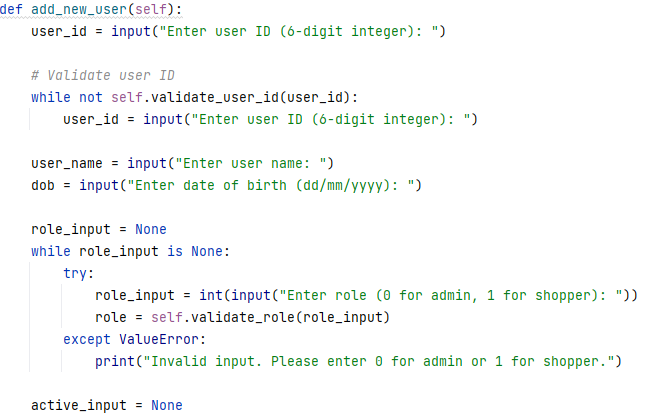 def add_new_user(self):
    user_id = input("Enter user ID (6-digit integer): ")
    # Validate user ID
    while not self.validate_user_id(user_id):
        user_id = input("Enter user ID (6-digit integer): ")
    user_name = input("Enter user name: ")
    dob = input("Enter date of birth (dd/mm/yyyy): ")
    role_input = None
    while role_input is None:
        try:
            role_input = int(input("Enter role (0 for admin, 1 for shopper): "))
            role = self.validate_role(role_input)
        except ValueError:
            print("Invalid input. Please enter 0 for admin or 1 for shopper.")
    active_input = None